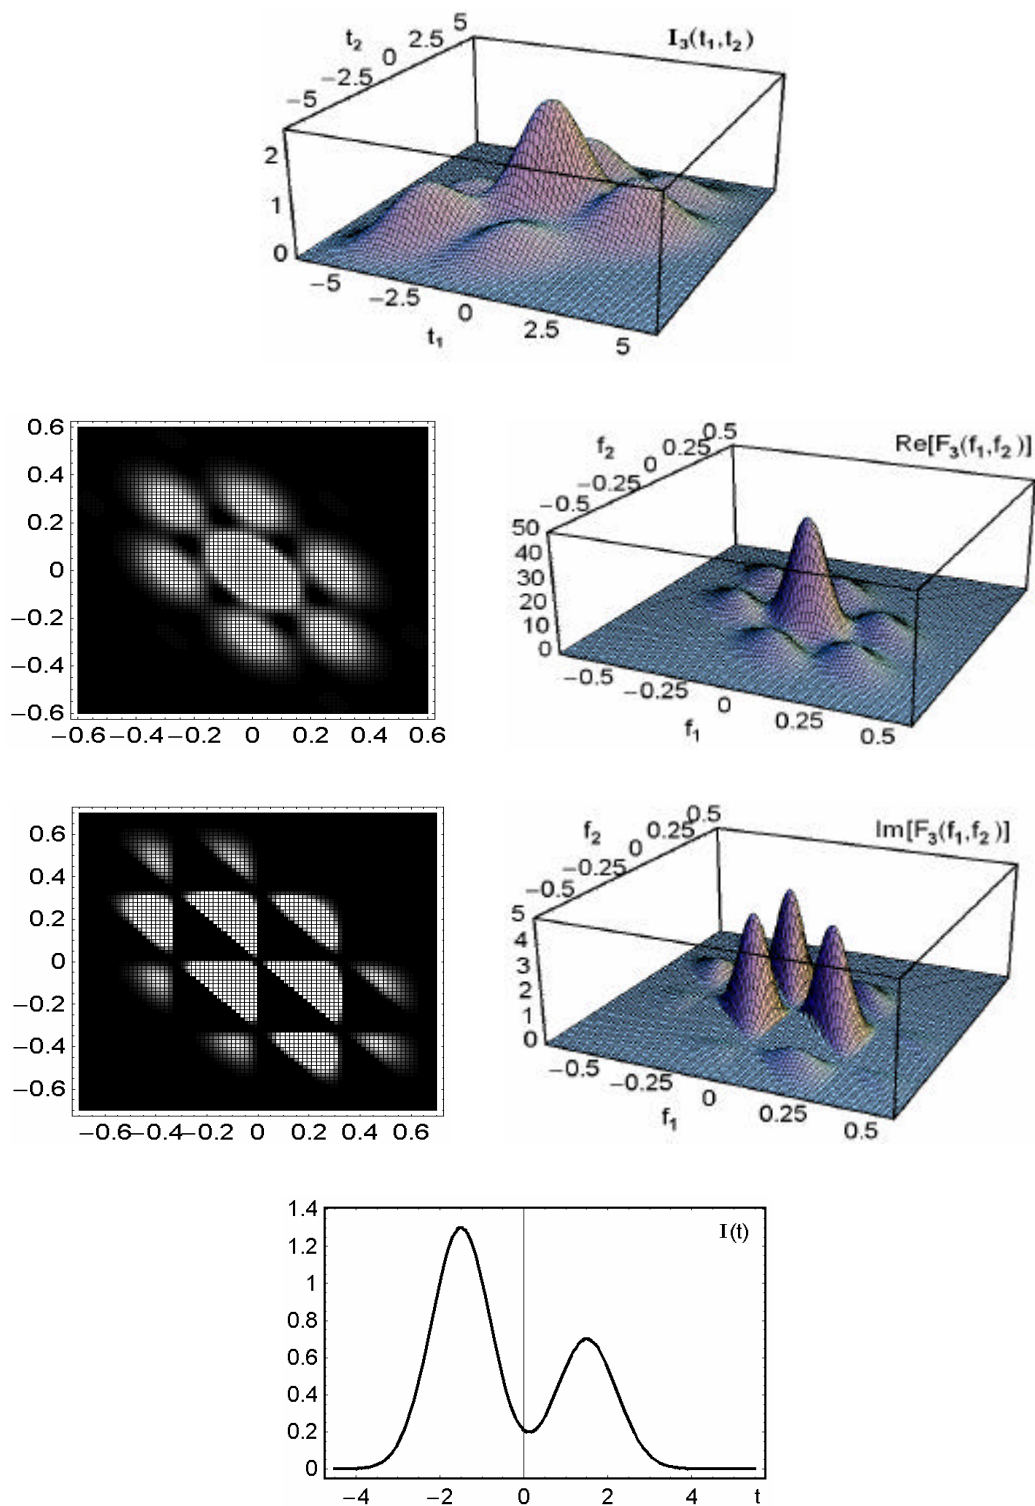 t₂ −5 −2.5 0 2.5 5
I₃(t₁,t₂)
2
1
0
−5 −2.5 0 2.5 5
t₁
0.6
0.4
0.2
0
−0.2
−0.4
−0.6
−0.6 −0.4 −0.2 0 0.2 0.4 0.6
f₂ −0.5 −0.25 0 0.25 0.5
Re[F₃(f₁,f₂)]
50
40
30
20
10
0
−0.5 −0.25 0 0.25 0.5
f₁
0.6
0.4
0.2
0
−0.2
−0.4
−0.6
−0.6 −0.4 −0.2 0 0.2 0.4 0.6
f₂ −0.5 −0.25 0 0.25 0.5
Im[F₃(f₁,f₂)]
5
4
3
2
1
0
−0.5 −0.25 0 0.25 0.5
f₁
1.4
I(t)
1.2
1
0.8
0.6
0.4
0.2
0
−4 −2 0 2 4 t